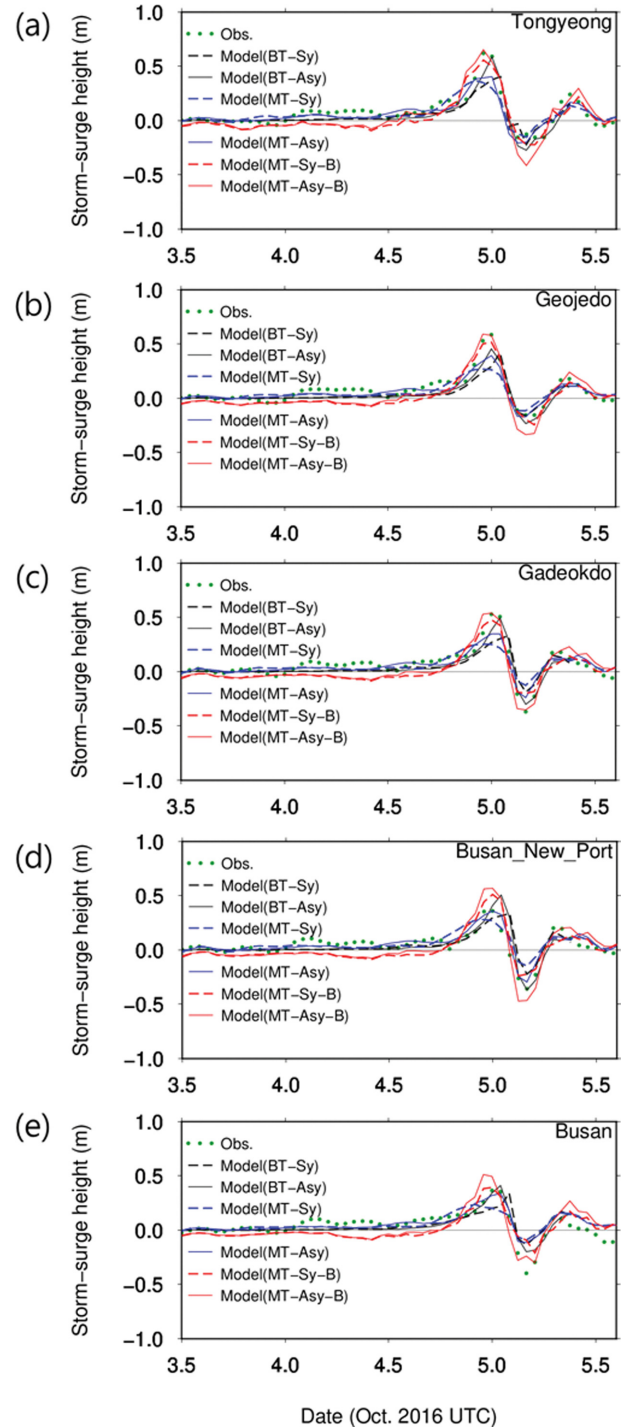 (a)
Storm−surge height (m)
1.0
0.5
0.0
−0.5
−1.0
Tongyeong
Obs.
Model(BT−Sy)
Model(BT−Asy)
Model(MT−Sy)
Model(MT−Asy)
Model(MT−Sy−B)
Model(MT−Asy−B)
3.5 4.0 4.5 5.0 5.5
(b)
Storm−surge height (m)
1.0
0.5
0.0
−0.5
−1.0
Geojedo
Obs.
Model(BT−Sy)
Model(BT−Asy)
Model(MT−Sy)
Model(MT−Asy)
Model(MT−Sy−B)
Model(MT−Asy−B)
3.5 4.0 4.5 5.0 5.5
(c)
Storm−surge height (m)
1.0
0.5
0.0
−0.5
−1.0
Gadeokdo
Obs.
Model(BT−Sy)
Model(BT−Asy)
Model(MT−Sy)
Model(MT−Asy)
Model(MT−Sy−B)
Model(MT−Asy−B)
3.5 4.0 4.5 5.0 5.5
(d)
Storm−surge height (m)
1.0
0.5
0.0
−0.5
−1.0
Busan_New_Port
Obs.
Model(BT−Sy)
Model(BT−Asy)
Model(MT−Sy)
Model(MT−Asy)
Model(MT−Sy−B)
Model(MT−Asy−B)
3.5 4.0 4.5 5.0 5.5
(e)
Storm−surge height (m)
1.0
0.5
0.0
−0.5
−1.0
Busan
Obs.
Model(BT−Sy)
Model(BT−Asy)
Model(MT−Sy)
Model(MT−Asy)
Model(MT−Sy−B)
Model(MT−Asy−B)
3.5 4.0 4.5 5.0 5.5
Date (Oct. 2016 UTC)